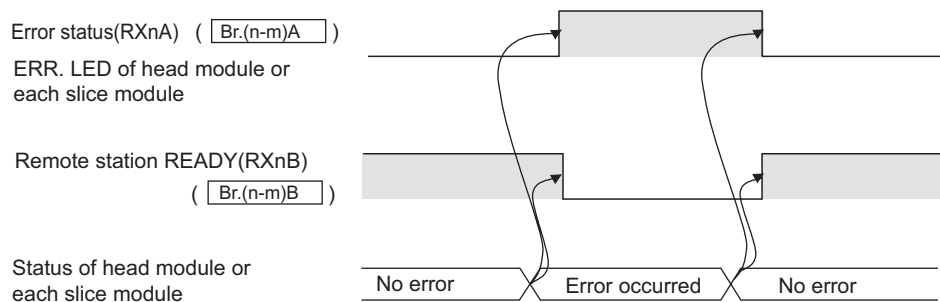 Error status(RXnA) ( Br.(n-m)A )
ERR. LED of head module or
each slice module
Remote station READY(RXnB)
( Br.(n-m)B )
Status of head module or
each slice module
No error
Error occurred
No error